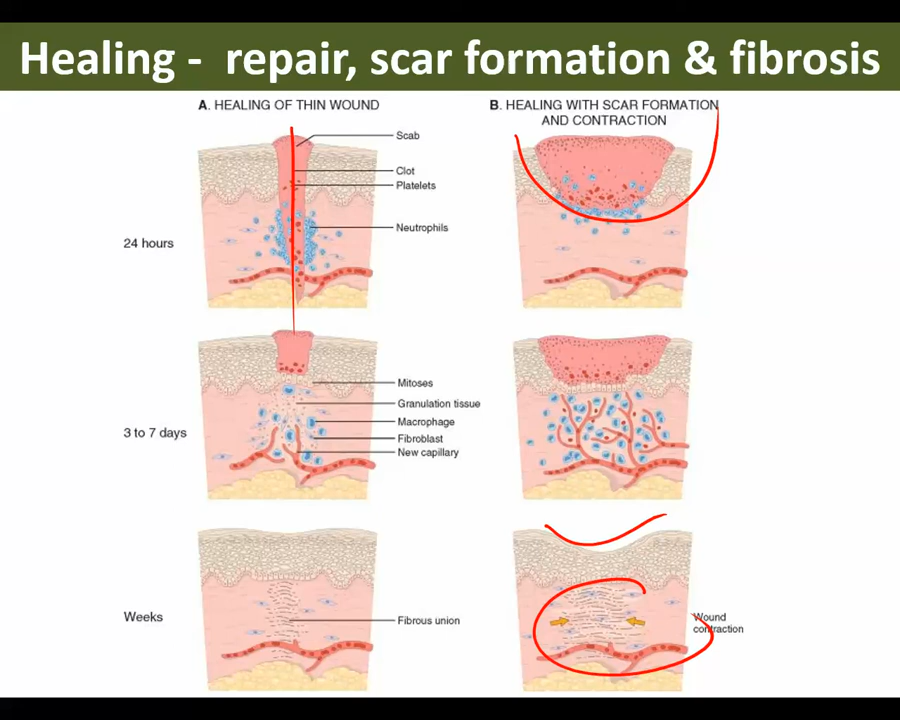 Healing - repair, scar formation & fibrosis
A. HEALING OF THIN WOUND
B. HEALING WITH SCAR FORMATION
AND CONTRACTION
Scab
Clot
Platelets
Neutrophils
24 hours
Mitoses
Granulation tissue
Macrophage
Fibroblast
New capillary
3 to 7 days
Weeks
Fibrous union
Wound
contraction